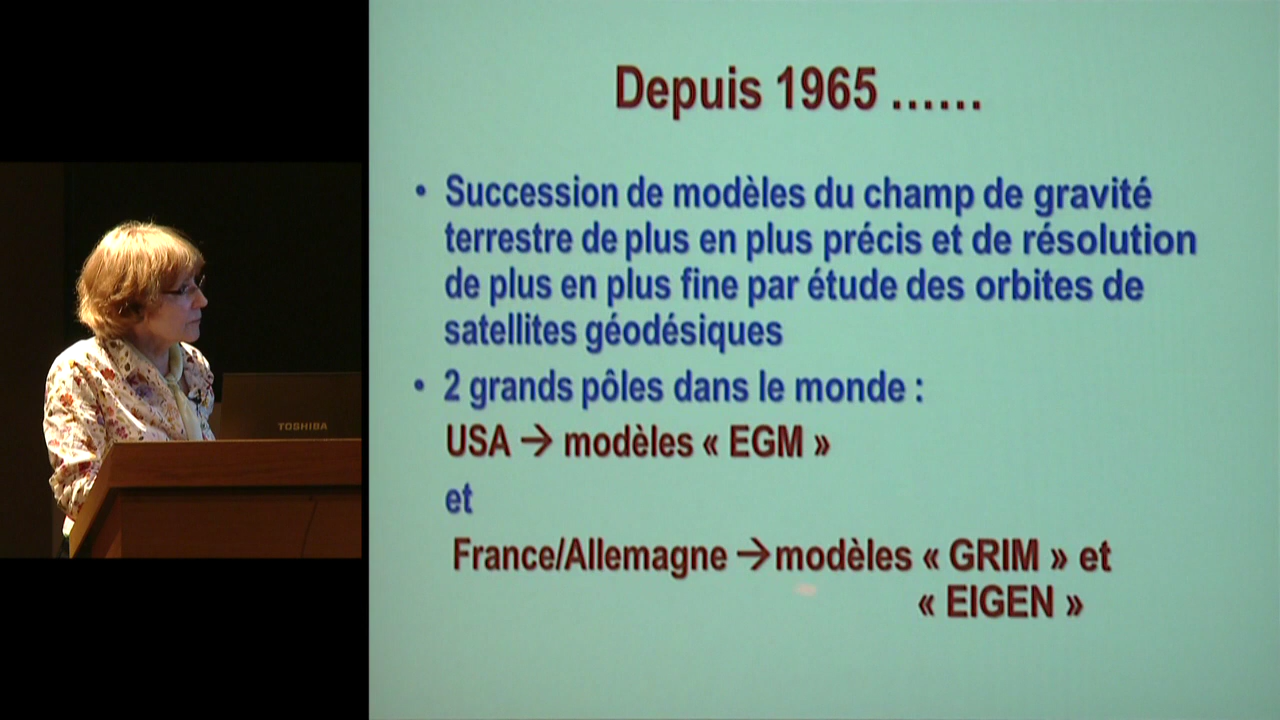 Depuis 1965 ......
• Succession de modèles du champ de gravité
terrestre de plus en plus précis et de résolution
de plus en plus fine par étude des orbites de
satellites géodésiques
• 2 grands pôles dans le monde :
USA → modèles « EGM »
et
France/Allemagne → modèles « GRIM » et
« EIGEN »
TOSHIBA